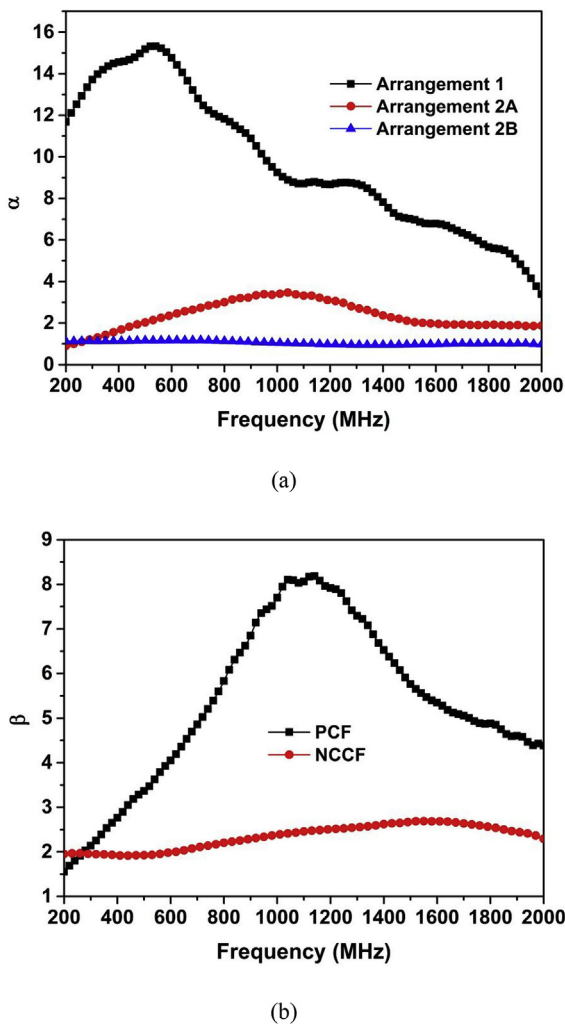 16
14
12
10
8
6
4
2
0
α
Arrangement 1
Arrangement 2A
Arrangement 2B
200 400 600 800 1000 1200 1400 1600 1800 2000
Frequency (MHz)
(a)
9
8
7
6
5
4
3
2
1
β
PCF
NCCF
200 400 600 800 1000 1200 1400 1600 1800 2000
Frequency (MHz)
(b)